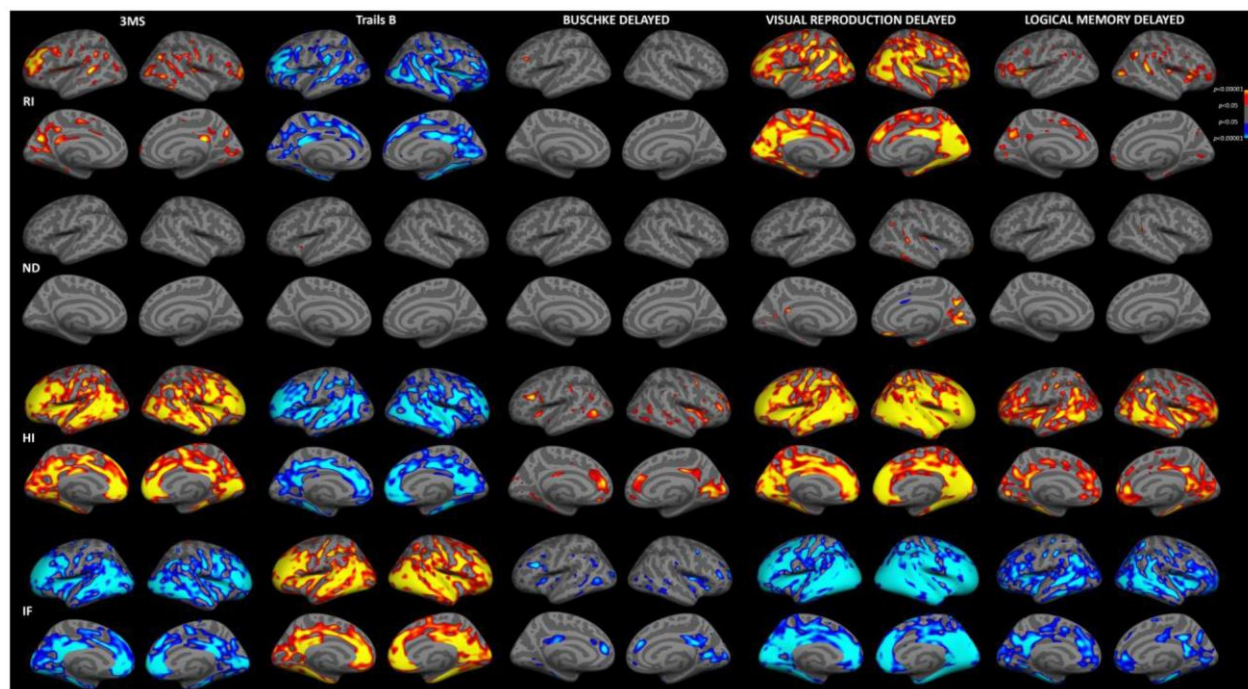 3MS Trails B BUSCHKE DELAYED VISUAL REPRODUCTION DELAYED LOGICAL MEMORY DELAYED
RI
p<0.00001
p<0.05
p<0.05
p<0.00001
ND
HI
IF